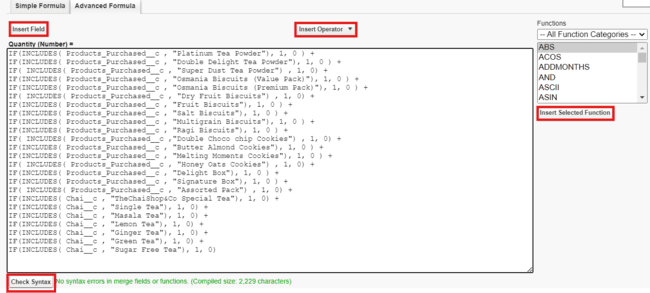 Simple Formula Advanced Formula
Insert Field
Insert Operator ▼
Functions
-- All Function Categories --
Quantity (Number) =
IF(INCLUDES( Products_Purchased__c , "Platinum Tea Powder"), 1, 0 ) +
IF(INCLUDES( Products_Purchased__c , "Double Delight Tea Powder"), 1, 0 ) +
IF( INCLUDES( Products_Purchased__c , "Super Dust Tea Powder") , 1, 0) +
IF(INCLUDES( Products_Purchased__c , "Osmania Biscuits (Value Pack)"), 1, 0 ) +
IF(INCLUDES( Products_Purchased__c , "Osmania Biscuits (Premium Pack)"), 1, 0 ) +
IF( INCLUDES( Products_Purchased__c , "Dry Fruit Biscuits") , 1, 0) +
IF(INCLUDES( Products_Purchased__c , "Fruit Biscuits"), 1, 0 ) +
IF(INCLUDES( Products_Purchased__c , "Salt Biscuits"), 1, 0 ) +
IF(INCLUDES( Products_Purchased__c , "Multigrain Biscuits"), 1, 0 ) +
IF(INCLUDES( Products_Purchased__c , "Ragi Biscuits"), 1, 0 ) +
IF( INCLUDES( Products_Purchased__c ,"Double Choco chip Cookies") , 1, 0) +
IF(INCLUDES( Products_Purchased__c , "Butter Almond Cookies"), 1, 0 ) +
IF(INCLUDES( Products_Purchased__c , "Melting Moments Cookies"), 1, 0 ) +
IF( INCLUDES( Products_Purchased__c , "Honey Oats Cookies") , 1, 0) +
IF(INCLUDES( Products_Purchased__c , "Delight Box"), 1, 0 ) +
IF(INCLUDES( Products_Purchased__c , "Signature Box"), 1, 0 ) +
IF( INCLUDES( Products_Purchased__c , "Assorted Pack") , 1, 0) +
IF(INCLUDES( Chai__c , "TheChaiShop&Co Special Tea"), 1, 0) +
IF(INCLUDES( Chai__c , "Single Tea"), 1, 0) +
IF(INCLUDES( Chai__c , "Masala Tea"), 1, 0) +
IF(INCLUDES( Chai__c , "Lemon Tea"), 1, 0) +
IF(INCLUDES( Chai__c , "Ginger Tea"), 1, 0) +
IF(INCLUDES( Chai__c , "Green Tea"), 1, 0) +
IF(INCLUDES( Chai__c , "Sugar Free Tea"), 1, 0)
ABS
ACOS
ADDMONTHS
AND
ASCII
ASIN
Insert Selected Function
Check Syntax No syntax errors in merge fields or functions. (Compiled size: 2,229 characters)